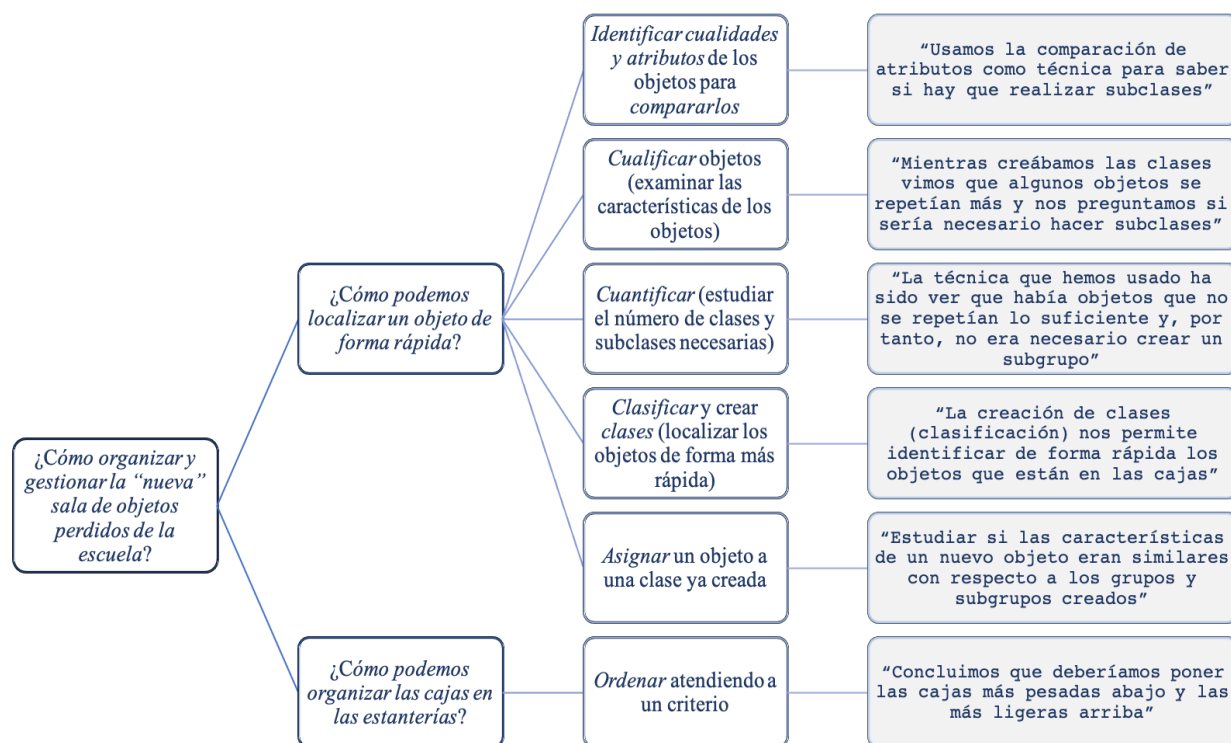 ¿Cómo organizar y
gestionar la “nueva”
sala de objetos
perdidos de la
escuela?
¿Cómo podemos
localizar un objeto de
forma rápida?
Identificar cualidades
y atributos de los
objetos para
compararlos
“Usamos la comparación de
atributos como técnica para saber
si hay que realizar subclases”
Cualificar objetos
(examinar las
características de los
objetos)
“Mientras creábamos las clases
vimos que algunos objetos se
repetían más y nos preguntamos si
sería necesario hacer subclases”
Cuantificar (estudiar
el número de clases y
subclases necesarias)
“La técnica que hemos usado ha
sido ver que había objetos que no
se repetían lo suficiente y, por
tanto, no era necesario crear un
subgrupo”
Clasificar y crear
clases (localizar los
objetos de forma más
rápida)
“La creación de clases
(clasificación) nos permite
identificar de forma rápida los
objetos que están en las cajas”
Asignar un objeto a
una clase ya creada
“Estudiar si las características
de un nuevo objeto eran similares
con respecto a los grupos y
subgrupos creados”
¿Cómo podemos
organizar las cajas en
las estanterías?
Ordenar atendiendo a
un criterio
“Concluimos que deberíamos poner
las cajas más pesadas abajo y las
más ligeras arriba”